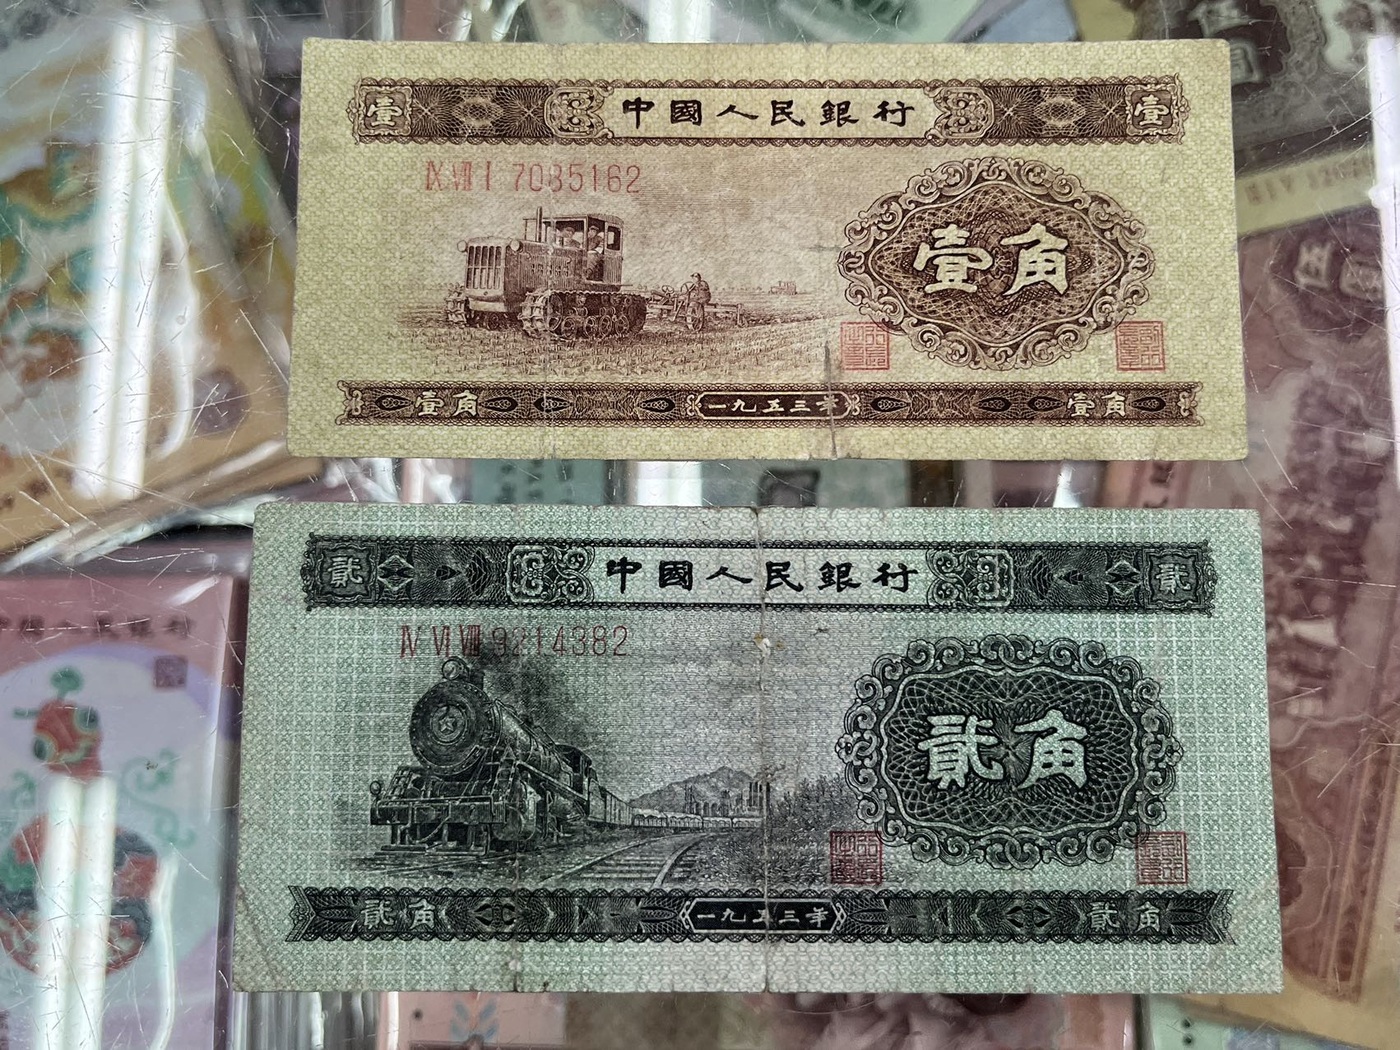 壹 中國人民銀行 壹
IX VIII I 7085162
壹角
壹角 一九五三年 壹角
貳 中國人民銀行 貳
IV VI VIII 9214382
貳角
貳角 一九五三年 貳角